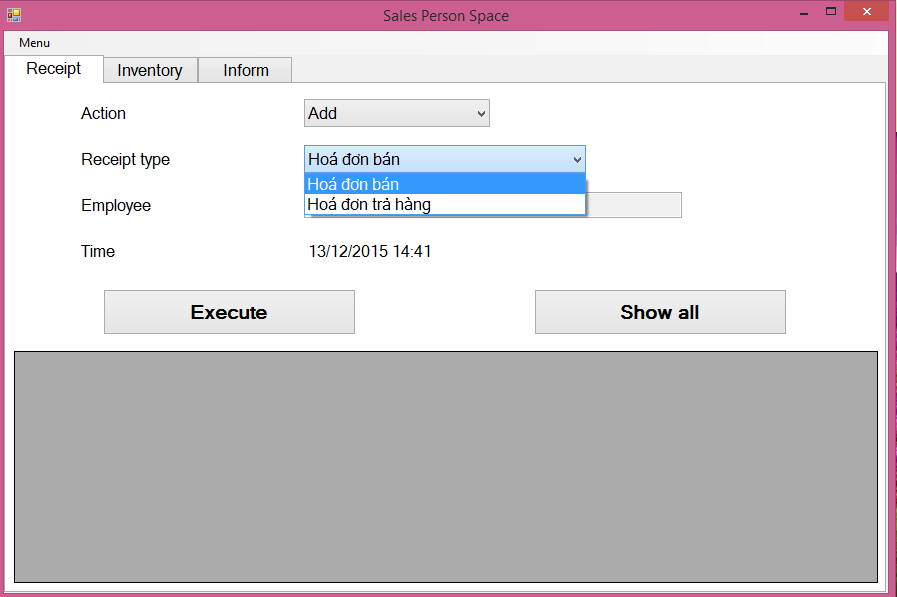 Sales Person Space
Menu
Receipt Inventory Inform
Action Add
Receipt type Hoá đơn bán
Hoá đơn bán
Employee Hoá đơn trả hàng
Time 13/12/2015 14:41
Execute Show all